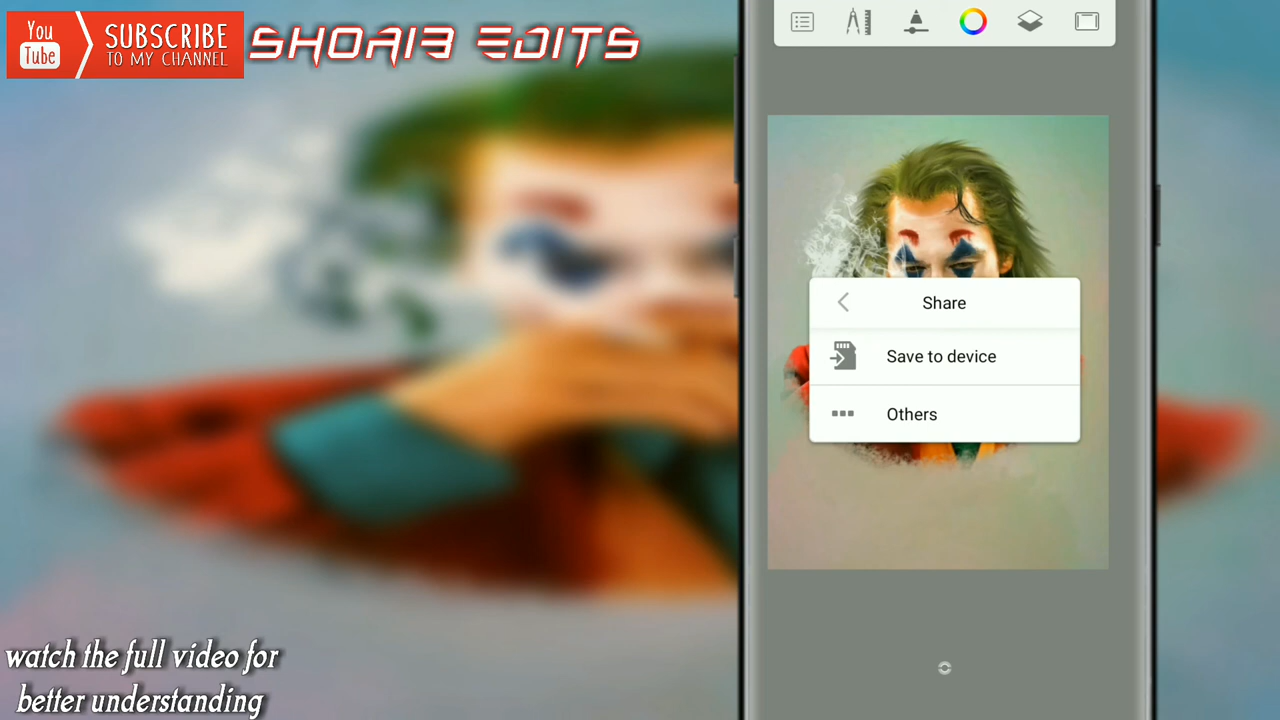 You
Tube
SUBSCRIBE
TO MY CHANNEL
SHOAIB EDITS
Share
Save to device
Others
watch the full video for
better understanding